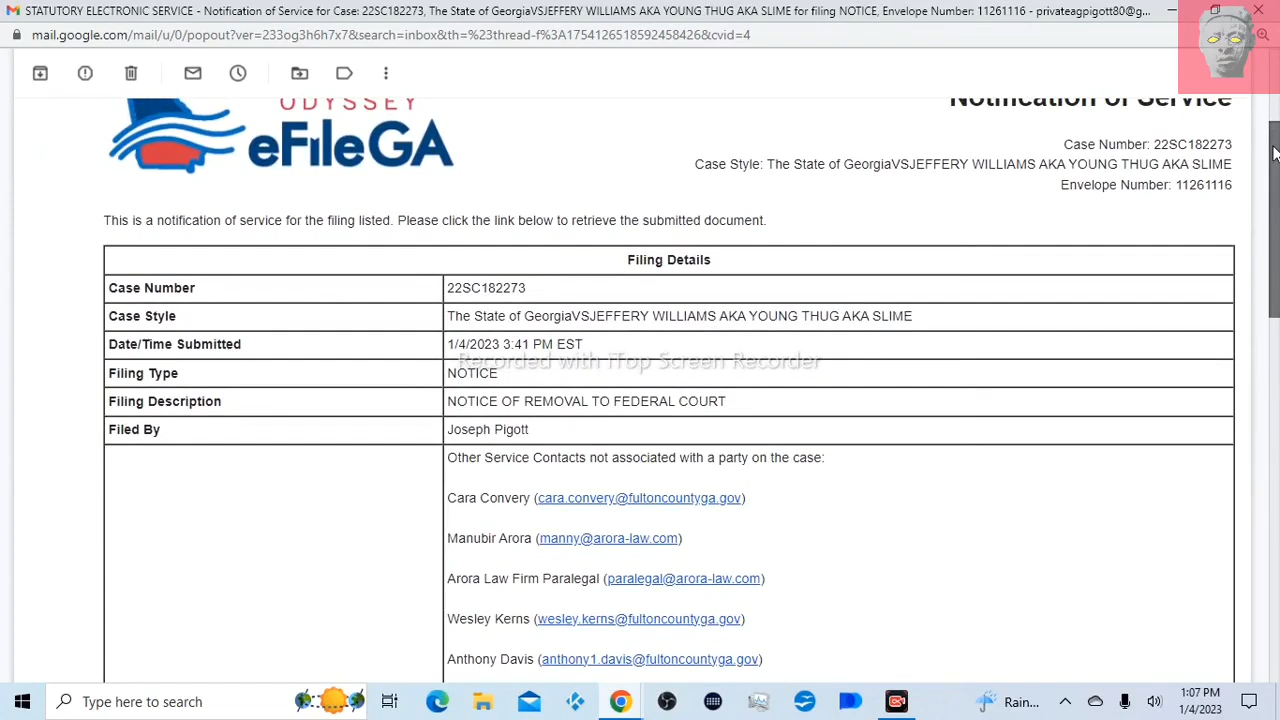 STATUTORY ELECTRONIC SERVICE - Notification of Service for Case: 22SC182273, The State of GeorgiaVSJEFFERY WILLIAMS AKA YOUNG THUG AKA SLIME for filing NOTICE, Envelope Number: 11261116 - privateagpigott80@g...
mail.google.com/mail/u/0/popout?ver=233og3h6h7x7&search=inbox&th=%23thread-f%3A1754126518592458426&cvid=4
ODYSSEY
eFileGA
Notification of Service
Case Number: 22SC182273
Case Style: The State of GeorgiaVSJEFFERY WILLIAMS AKA YOUNG THUG AKA SLIME
Envelope Number: 11261116
This is a notification of service for the filing listed. Please click the link below to retrieve the submitted document.
Filing Details
Case Number 22SC182273
Case Style The State of GeorgiaVSJEFFERY WILLIAMS AKA YOUNG THUG AKA SLIME
Date/Time Submitted 1/4/2023 3:41 PM EST
Recorded with iTop Screen Recorder
Filing Type NOTICE
Filing Description NOTICE OF REMOVAL TO FEDERAL COURT
Filed By Joseph Pigott
Other Service Contacts not associated with a party on the case:
Cara Convery (cara.convery@fultoncountyga.gov)
Manubir Arora (manny@arora-law.com)
Arora Law Firm Paralegal (paralegal@arora-law.com)
Wesley Kerns (wesley.kerns@fultoncountyga.gov)
Anthony Davis (anthony1.davis@fultoncountyga.gov)
Type here to search
Rain...
1:07 PM
1/4/2023